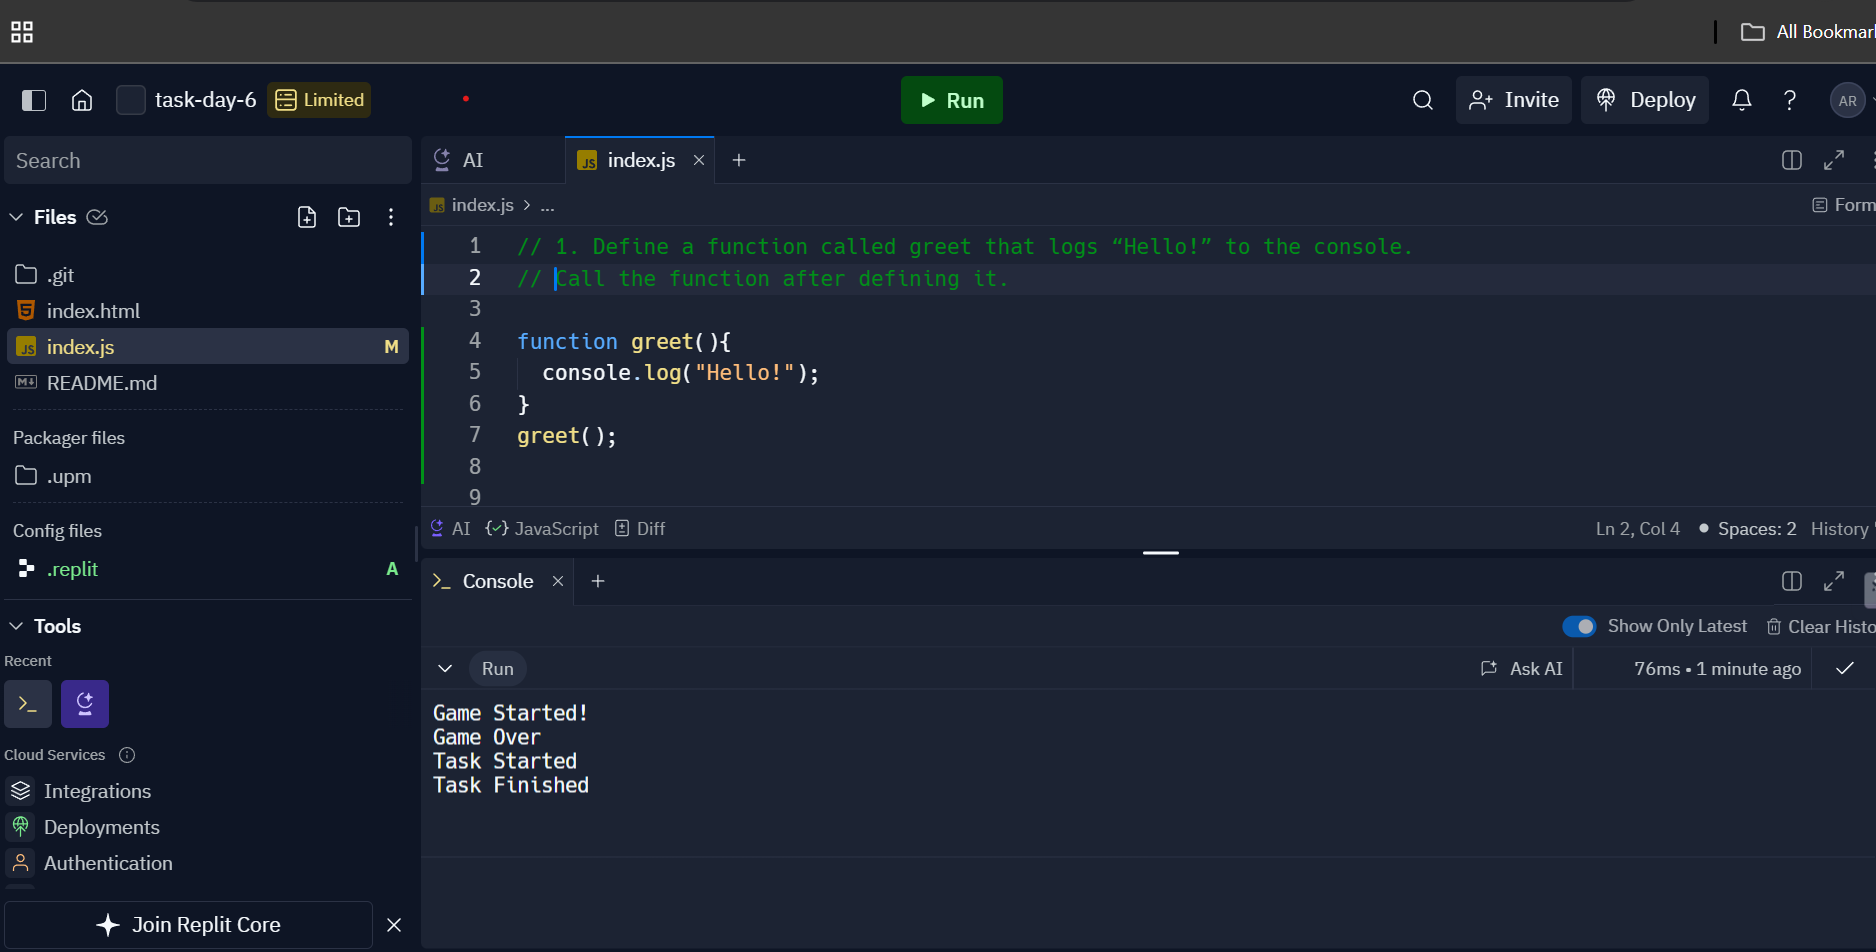 All Bookmar
task-day-6
Limited
Run
Invite
Deploy
AR
Search
AI
index.js
Files
index.js > ...
Form
.git
index.html
index.js M
README.md
Packager files
.upm
Config files
.replit A
Tools
Recent
Cloud Services
Integrations
Deployments
Authentication
Join Replit Core
1 // 1. Define a function called greet that logs “Hello!” to the console.
2 // Call the function after defining it.
3
4 function greet(){
5 console.log("Hello!");
6 }
7 greet();
8
9
AI JavaScript Diff
Ln 2, Col 4 • Spaces: 2 History
Console
Show Only Latest Clear Histo
Run
Ask AI 76ms • 1 minute ago
Game Started!
Game Over
Task Started
Task Finished